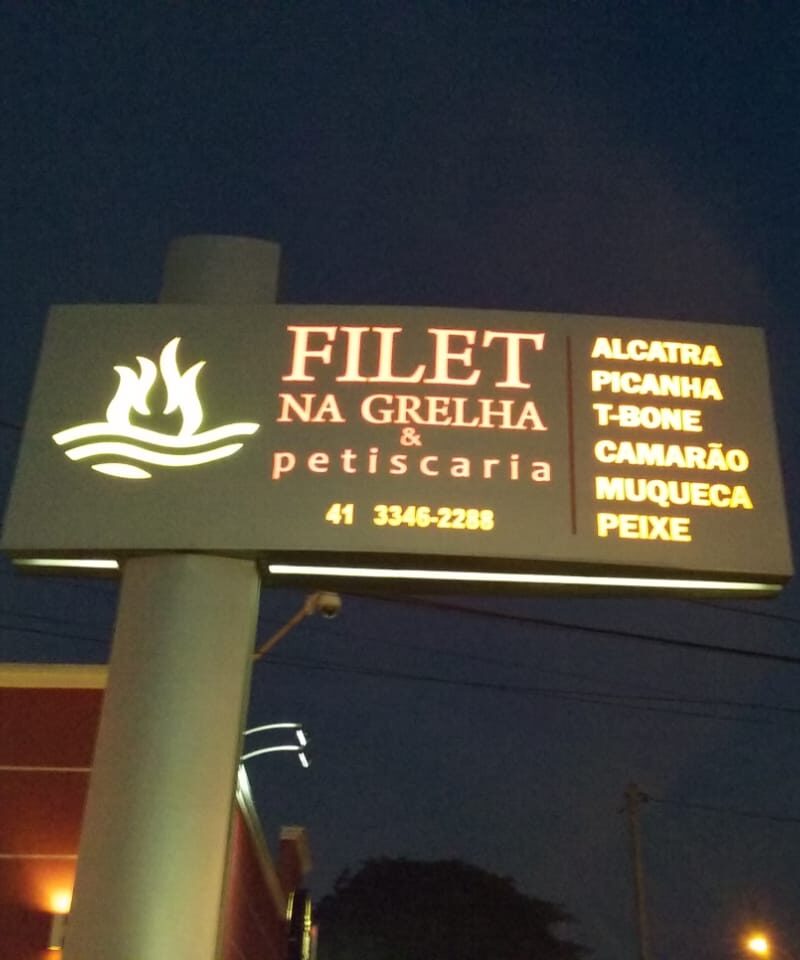 FILET
NA GRELHA
&
petiscaria
41 3346-2288
ALCATRA
PICANHA
T-BONE
CAMARÃO
MUQUECA
PEIXE